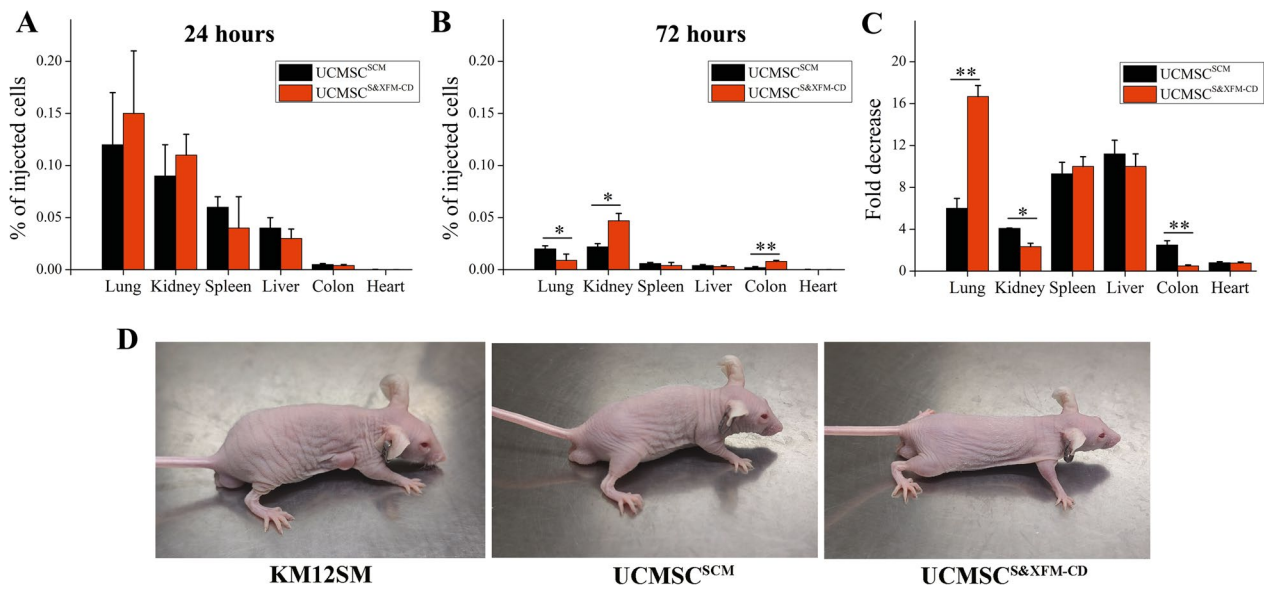 A
24 hours
% of injected cells
0.20
0.15
0.10
0.05
0.00
UCMSC^SCM
UCMSC^S&XFM-CD
Lung Kidney Spleen Liver Colon Heart
B
72 hours
% of injected cells
0.20
0.15
0.10
0.05
0.00
UCMSC^SCM
UCMSC^S&XFM-CD
*
*
**
Lung Kidney Spleen Liver Colon Heart
C
Fold decrease
20
16
12
8
4
0
UCMSC^SCM
UCMSC^S&XFM-CD
**
*
**
Lung Kidney Spleen Liver Colon Heart
D
KM12SM
UCMSC^SCM
UCMSC^S&XFM-CD